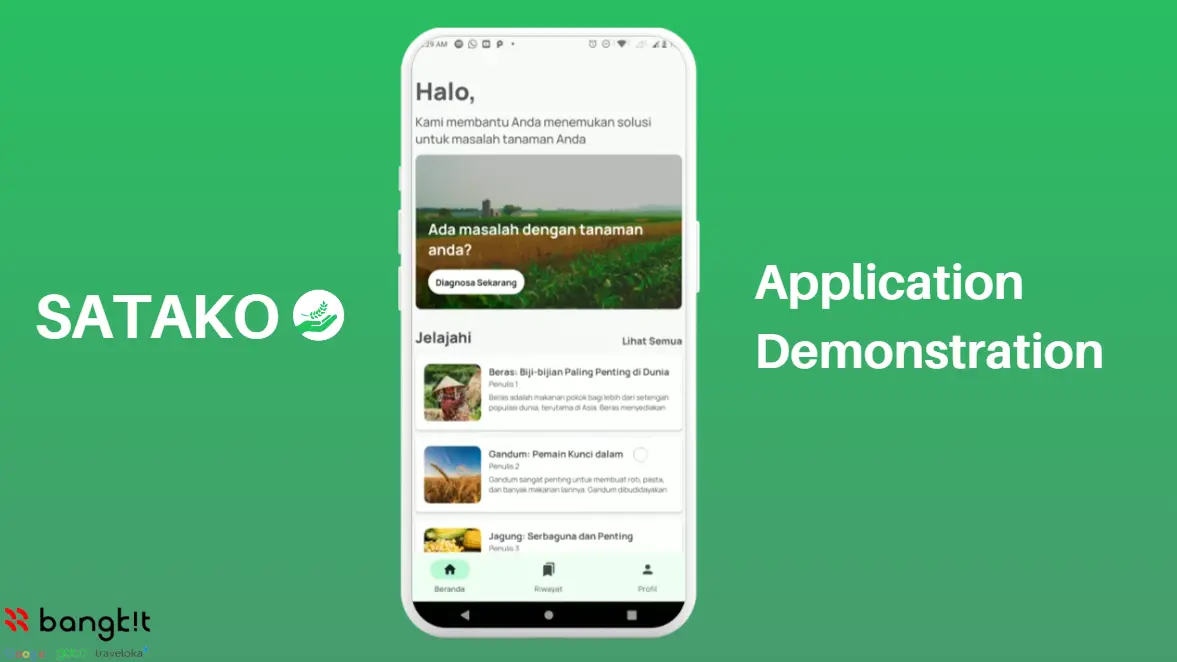 SATAKO
:29 AM
Halo,
Kami membantu Anda menemukan solusi
untuk masalah tanaman Anda
Ada masalah dengan tanaman
anda?
Diagnosa Sekarang
Jelajahi
Lihat Semua
Beras: Biji-bijian Paling Penting di Dunia
Penulis 1
Beras adalah makanan pokok bagi lebih dari setengah
populasi dunia, terutama di Asia. Beras menyediakan
Gandum: Pemain Kunci dalam
Penulis 2
Gandum sangat penting untuk membuat roti, pasta,
dan banyak makanan lainnya. Gandum dibudidayakan
Jagung: Serbaguna dan Penting
Penulis 3
Beranda
Riwayat
Profil
Application
Demonstration
bangk!t
traveloka